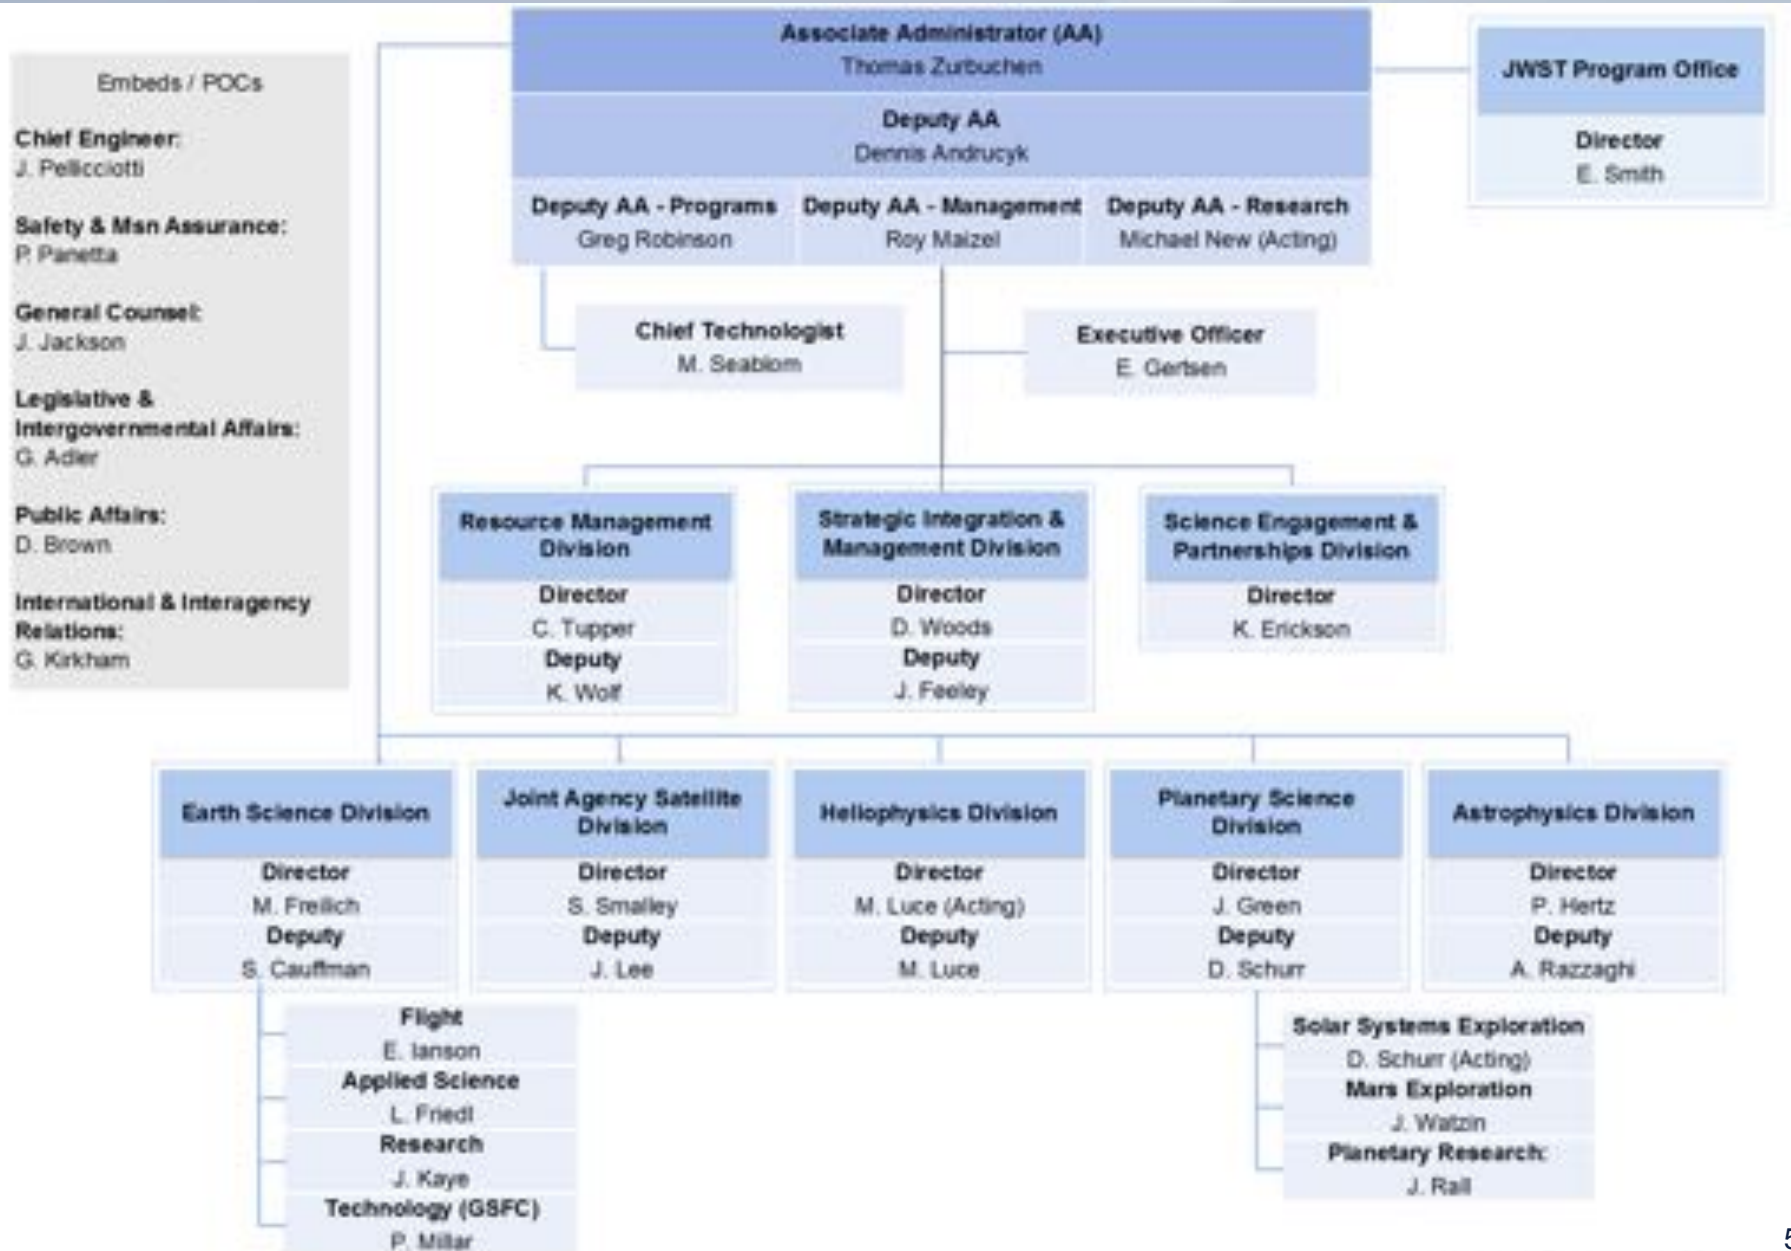 Associate Administrator (AA)
Thomas Zurbuchen
Deputy AA
Dennis Andrucyk
Deputy AA - Programs
Greg Robinson
Deputy AA - Management
Roy Maizel
Deputy AA - Research
Michael New (Acting)
JWST Program Office
Director
E. Smith
Embeds / POCs
Chief Engineer:
J. Pellicciotti
Safety & Msn Assurance:
P. Panetta
General Counsel:
J. Jackson
Legislative &
Intergovernmental Affairs:
G. Adler
Public Affairs:
D. Brown
International & Interagency
Relations:
G. Kirkham
Chief Technologist
M. Seablom
Executive Officer
E. Gertsen
Resource Management
Division
Director
C. Tupper
Deputy
K. Wolf
Strategic Integration &
Management Division
Director
D. Woods
Deputy
J. Feeley
Science Engagement &
Partnerships Division
Director
K. Erickson
Earth Science Division
Director
M. Freilich
Deputy
S. Cauffman
Flight
E. Ianson
Applied Science
L. Friedl
Research
J. Kaye
Technology (GSFC)
P. Millar
Joint Agency Satellite
Division
Director
S. Smalley
Deputy
J. Lee
Heliophysics Division
Director
M. Luce (Acting)
Deputy
M. Luce
Planetary Science
Division
Director
J. Green
Deputy
D. Schurr
Solar Systems Exploration
D. Schurr (Acting)
Mars Exploration
J. Watzin
Planetary Research:
J. Rall
Astrophysics Division
Director
P. Hertz
Deputy
A. Razzaghi
5